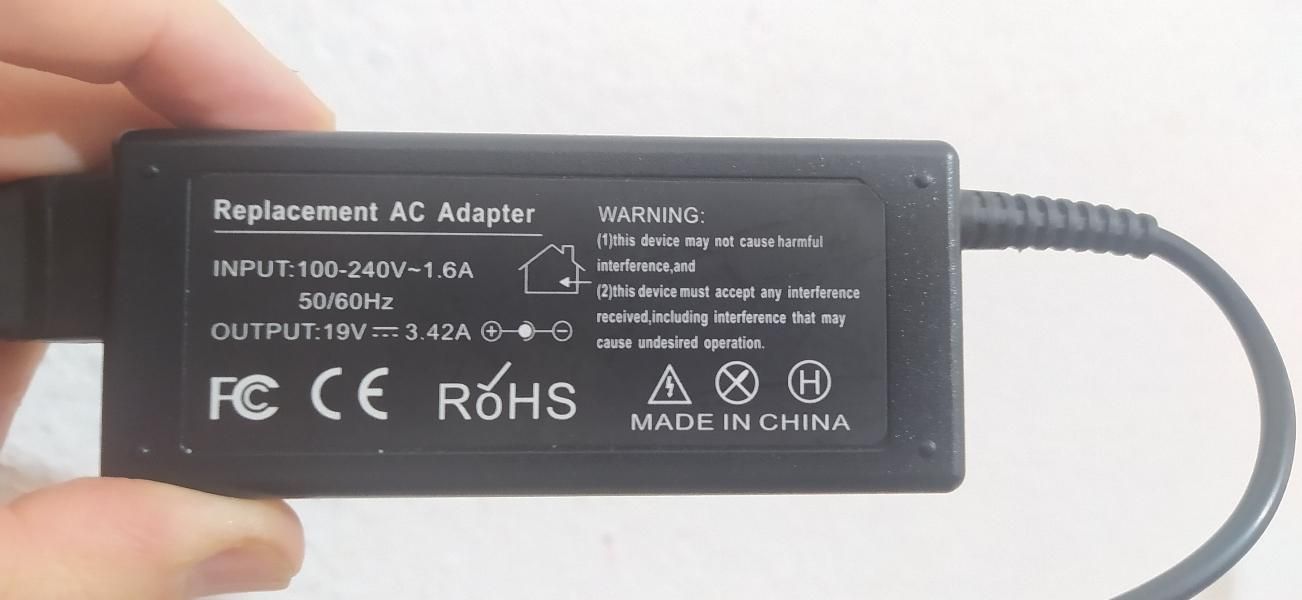 Replacement AC Adapter
INPUT:100-240V~1.6A
50/60Hz
OUTPUT:19V⎓3.42A
FC CE RoHS
WARNING:
(1)this device may not cause harmful
interference,and
(2)this device must accept any interference
received,including interference that may
cause undesired operation.
H
MADE IN CHINA